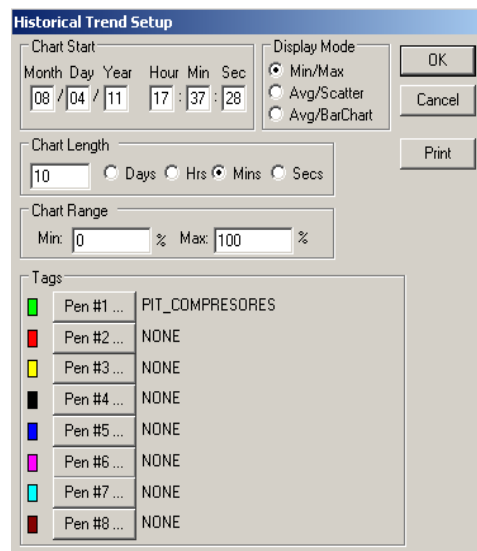 Historical Trend Setup
Chart Start
Month Day Year Hour Min Sec
08 / 04 / 11 17 : 37 : 28
Display Mode
Min/Max
Avg/Scatter
Avg/BarChart
OK
Cancel
Print
Chart Length
10 Days Hrs Mins Secs
Chart Range
Min: 0 % Max: 100 %
Tags
Pen #1 ... PIT_COMPRESORES
Pen #2 ... NONE
Pen #3 ... NONE
Pen #4 ... NONE
Pen #5 ... NONE
Pen #6 ... NONE
Pen #7 ... NONE
Pen #8 ... NONE